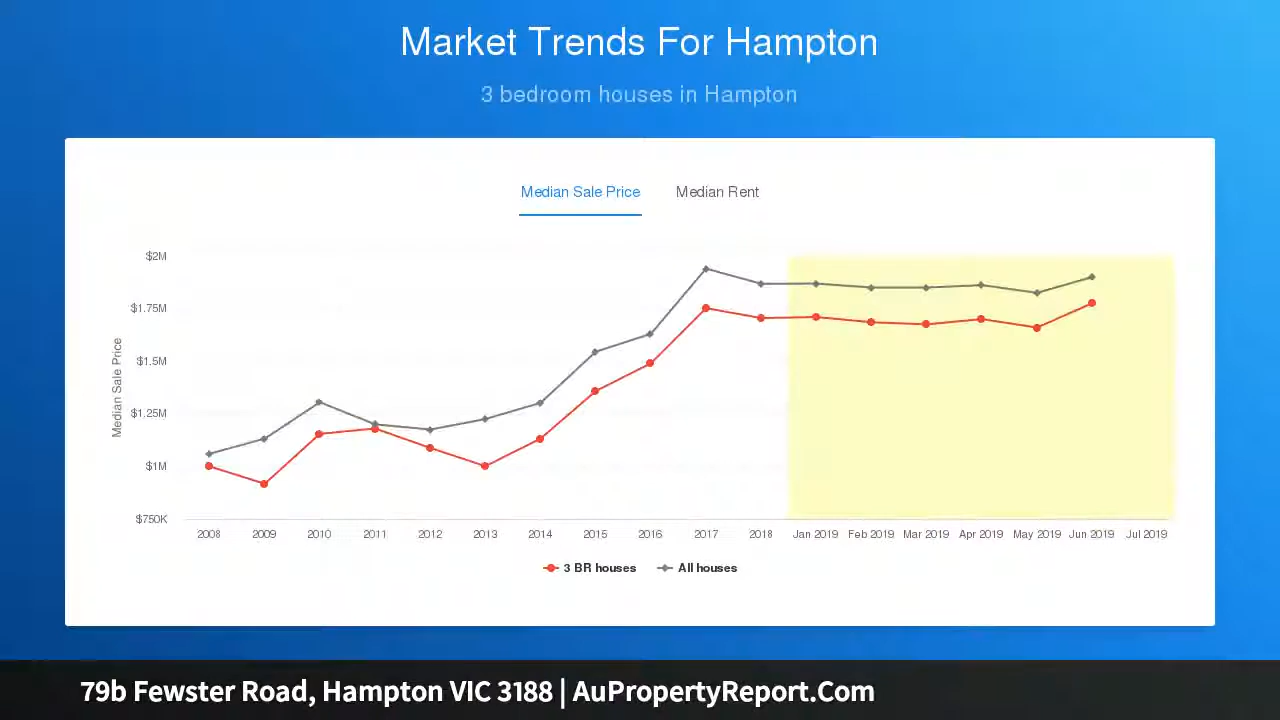 Market Trends For Hampton
3 bedroom houses in Hampton
Median Sale Price Median Rent
Median Sale Price
$2M
$1.75M
$1.5M
$1.25M
$1M
$750K
2008 2009 2010 2011 2012 2013 2014 2015 2016 2017 2018 Jan 2019 Feb 2019 Mar 2019 Apr 2019 May 2019 Jun 2019 Jul 2019
3 BR houses All houses
79b Fewster Road, Hampton VIC 3188 | AuPropertyReport.Com